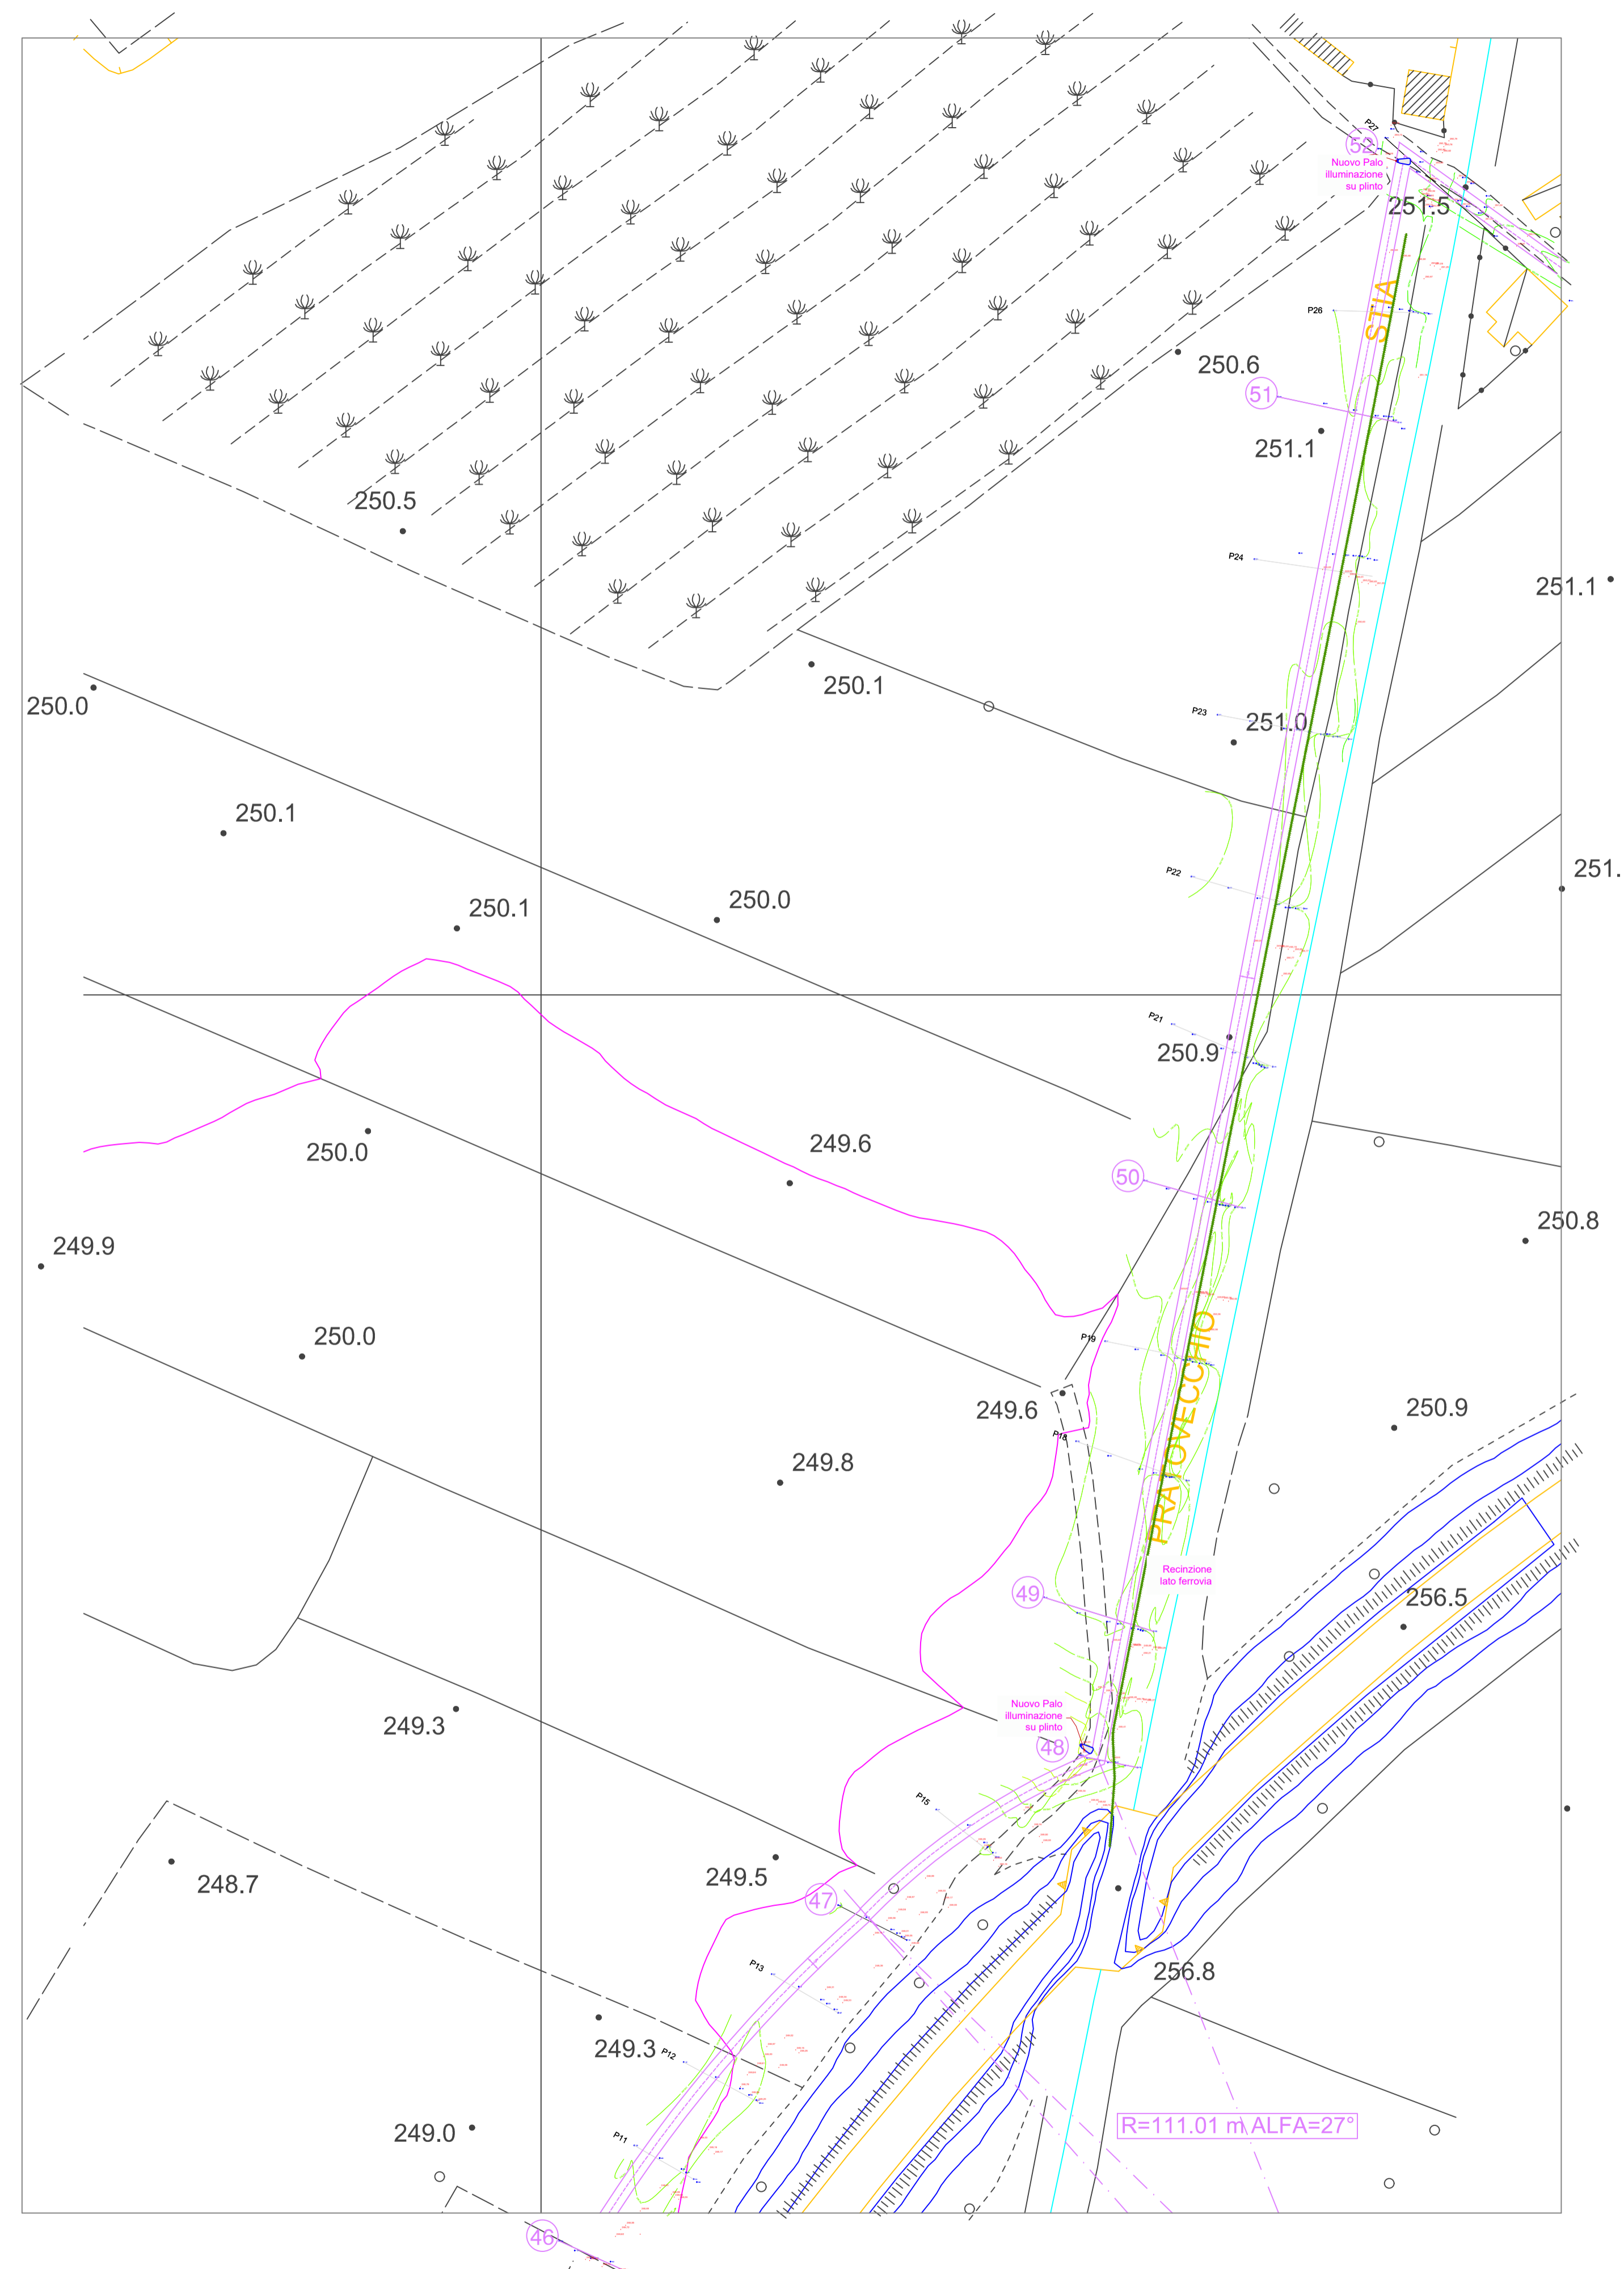 P27
52
Nuovo Palo
illuminazione
su plinto
251.5
STIA
P26
250.6
51
251.1
250.5
P24
251.1
250.1
250.0
P23
251.0
250.1
P22
251.
250.0
250.1
P21
250.9
249.6
250.0
50
250.8
249.9
PRATOVECCHIO
250.0
P19
249.6
250.9
P18
249.8
Recinzione
lato ferrovia
49
256.5
Nuovo Palo
illuminazione
su plinto
249.3
48
P15
249.5
248.7
47
P13
256.8
249.3
P12
R=111.01 m ALFA=27°
249.0
P11
46